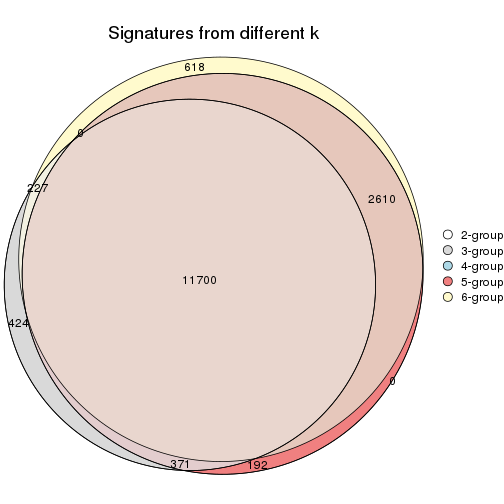 Signatures from different k
618
0
227
2610
2-group
3-group
4-group
5-group
6-group
11700
424
0
371
192